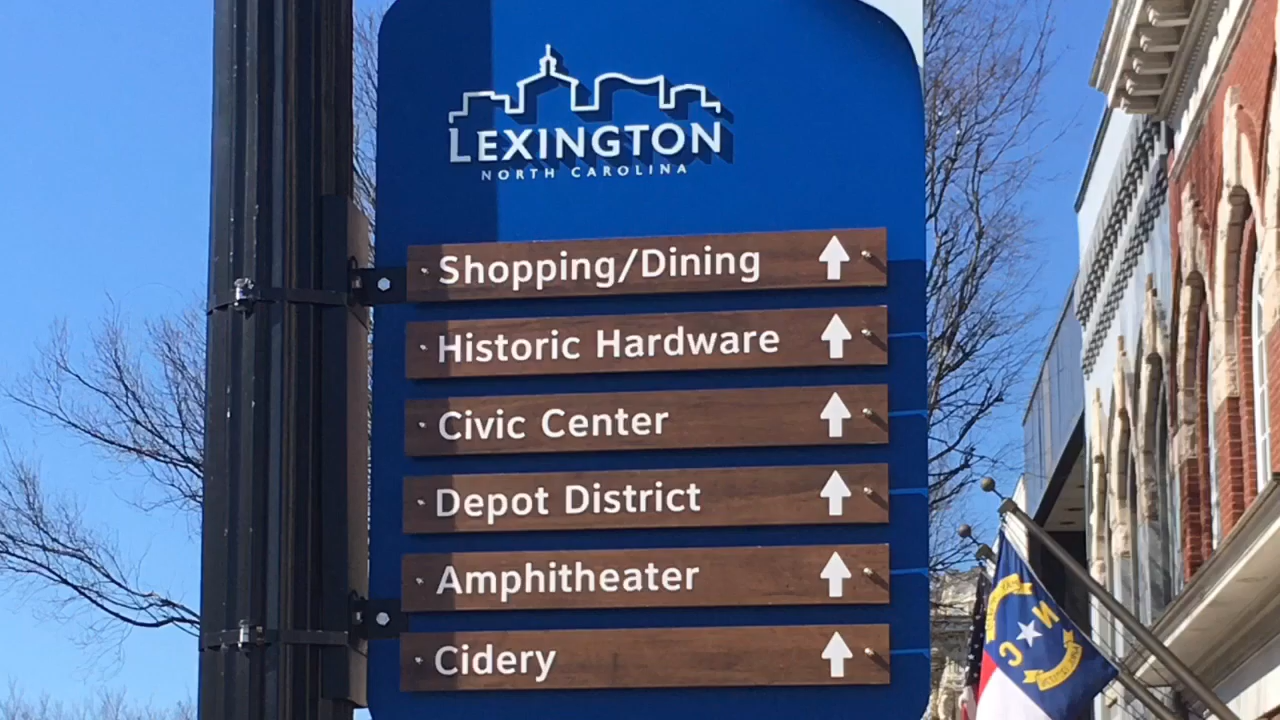 LEXINGTON
NORTH CAROLINA
Shopping/Dining
Historic Hardware
Civic Center
Depot District
Amphitheater
Cidery
N
C